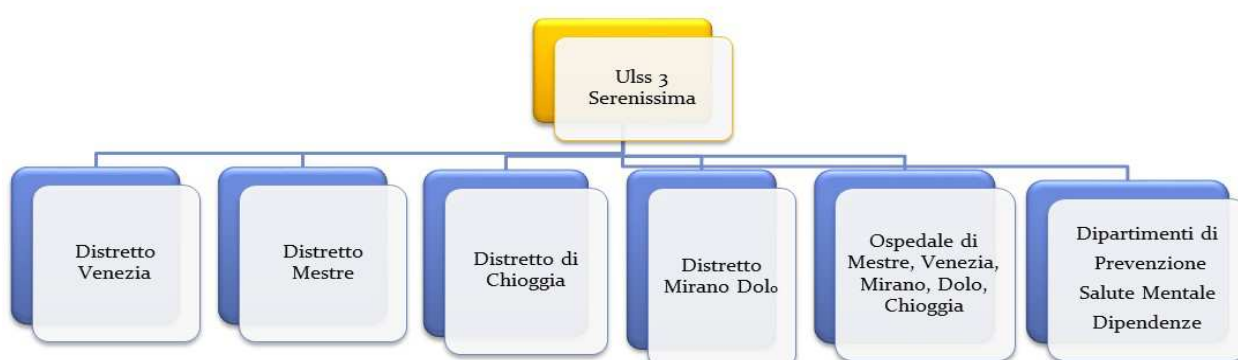 Ulss 3
Serenissima
Distretto
Venezia
Distretto
Mestre
Distretto di
Chioggia
Distretto
Mirano Dolo
Ospedale di
Mestre, Venezia,
Mirano, Dolo,
Chioggia
Dipartimenti di
Prevenzione
Salute Mentale
Dipendenze